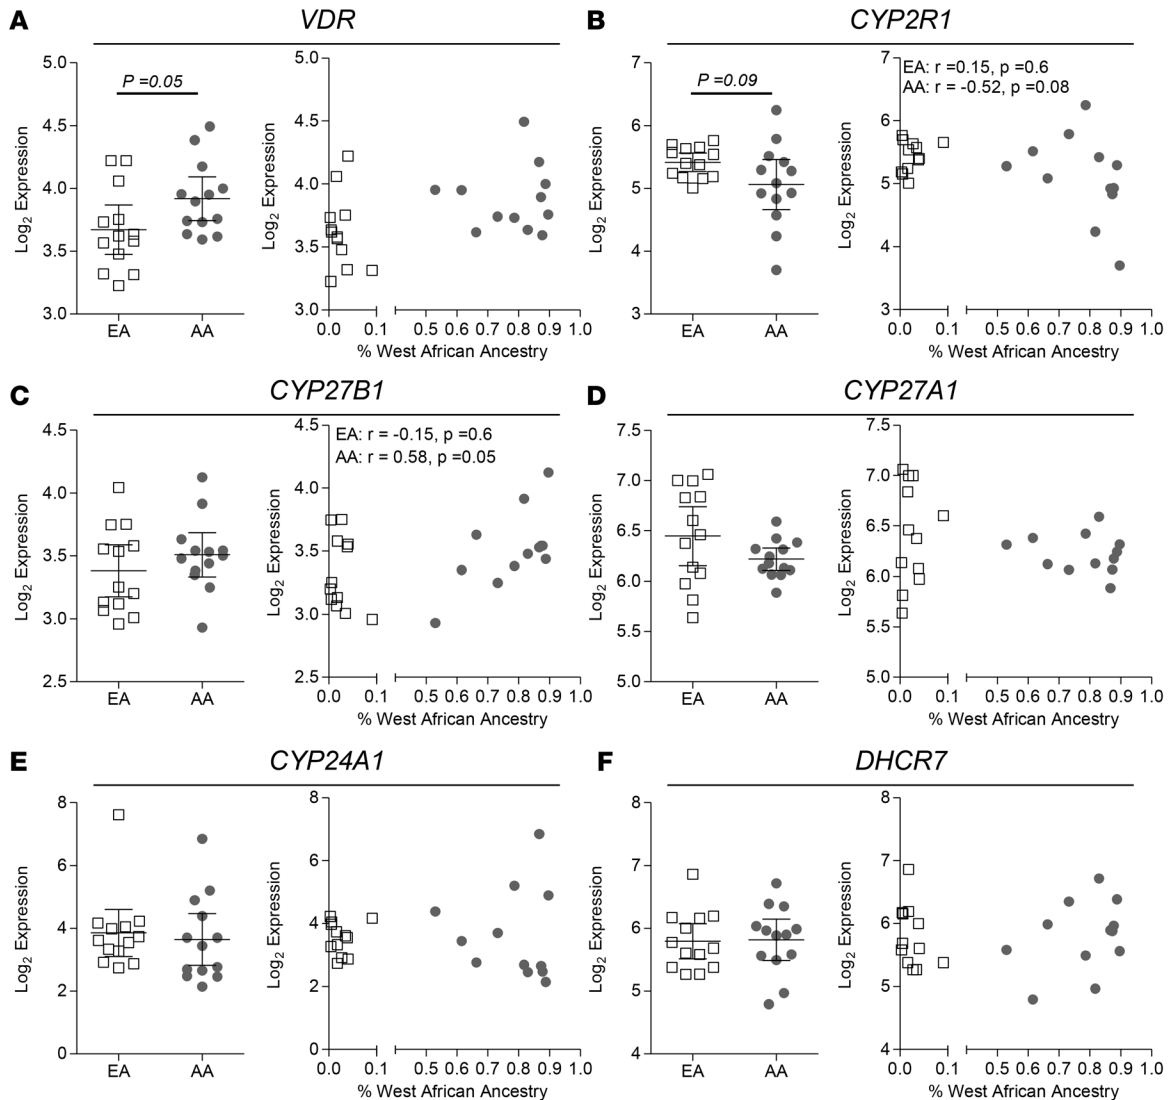 A
VDR
5.0
4.5
4.0
3.5
3.0
Log2 Expression
P =0.05
EA
AA
5.0
4.5
4.0
3.5
3.0
Log2 Expression
0.0
0.1
0.5 0.6 0.7 0.8 0.9 1.0
% West African Ancestry
B
CYP2R1
7
6
5
4
3
Log2 Expression
P =0.09
EA
AA
7
6
5
4
3
Log2 Expression
EA: r =0.15, p =0.6
AA: r = -0.52, p =0.08
0.0
0.1
0.5 0.6 0.7 0.8 0.9 1.0
% West African Ancestry
C
CYP27B1
4.5
4.0
3.5
3.0
2.5
Log2 Expression
EA
AA
4.5
4.0
3.5
3.0
2.5
Log2 Expression
EA: r = -0.15, p =0.6
AA: r = 0.58, p =0.05
0.0
0.1
0.5 0.6 0.7 0.8 0.9 1.0
% West African Ancestry
D
CYP27A1
7.5
7.0
6.5
6.0
5.5
5.0
Log2 Expression
EA
AA
7.5
7.0
6.5
6.0
5.5
5.0
Log2 Expression
0.0
0.1
0.5 0.6 0.7 0.8 0.9 1.0
% West African Ancestry
E
CYP24A1
8
6
4
2
0
Log2 Expression
EA
AA
8
6
4
2
0
Log2 Expression
0.0
0.1
0.5 0.6 0.7 0.8 0.9 1.0
% West African Ancestry
F
DHCR7
8
7
6
5
4
Log2 Expression
EA
AA
8
7
6
5
4
Log2 Expression
0.0
0.1
0.5 0.6 0.7 0.8 0.9 1.0
% West African Ancestry